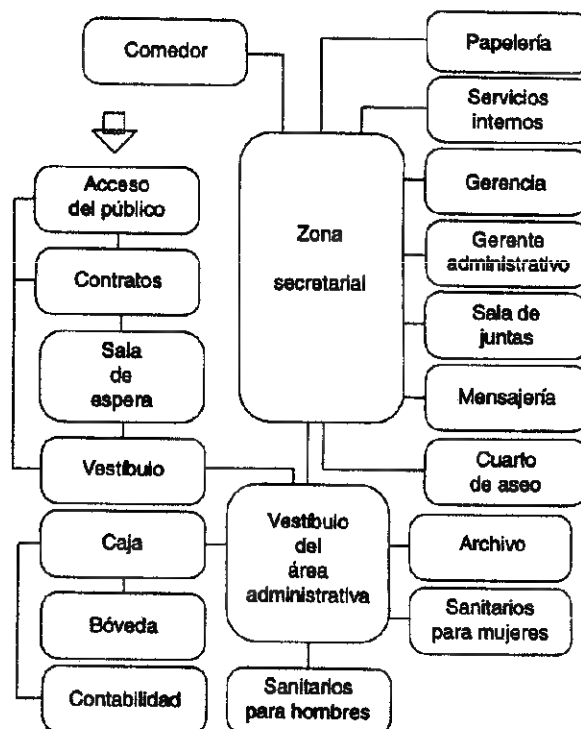 Comedor
Papelería
Servicios
internos
Acceso
del público
Gerencia
Zona
secretarial
Gerente
administrativo
Contratos
Sala de
juntas
Sala
de
espera
Mensajería
Vestíbulo
Cuarto
de aseo
Caja
Vestíbulo
del
área
administrativa
Archivo
Bóveda
Sanitarios
para mujeres
Contabilidad
Sanitarios
para hombres